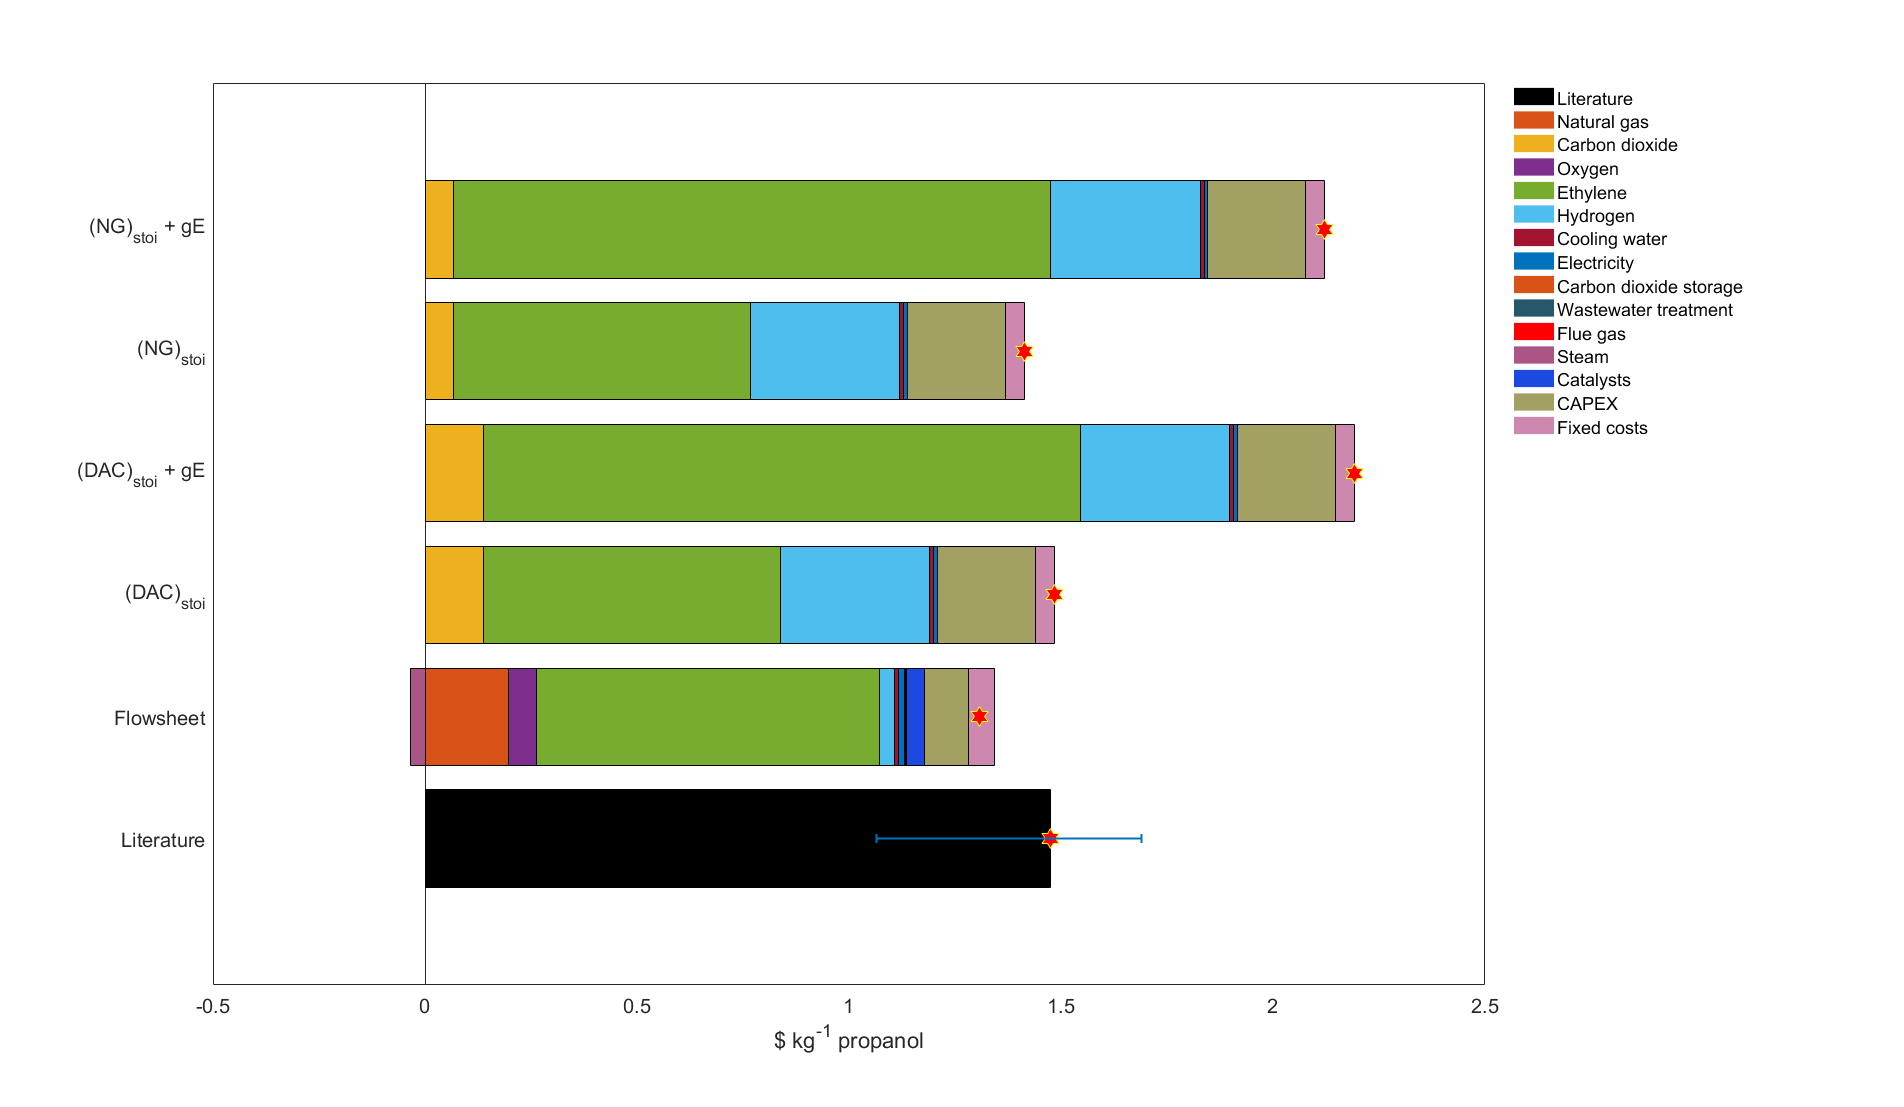 (NG)stoi + gE
(NG)stoi
(DAC)stoi + gE
(DAC)stoi
Flowsheet
Literature
-0.5 0 0.5 1 1.5 2 2.5
$ kg-1 propanol
Literature
Natural gas
Carbon dioxide
Oxygen
Ethylene
Hydrogen
Cooling water
Electricity
Carbon dioxide storage
Wastewater treatment
Flue gas
Steam
Catalysts
CAPEX
Fixed costs